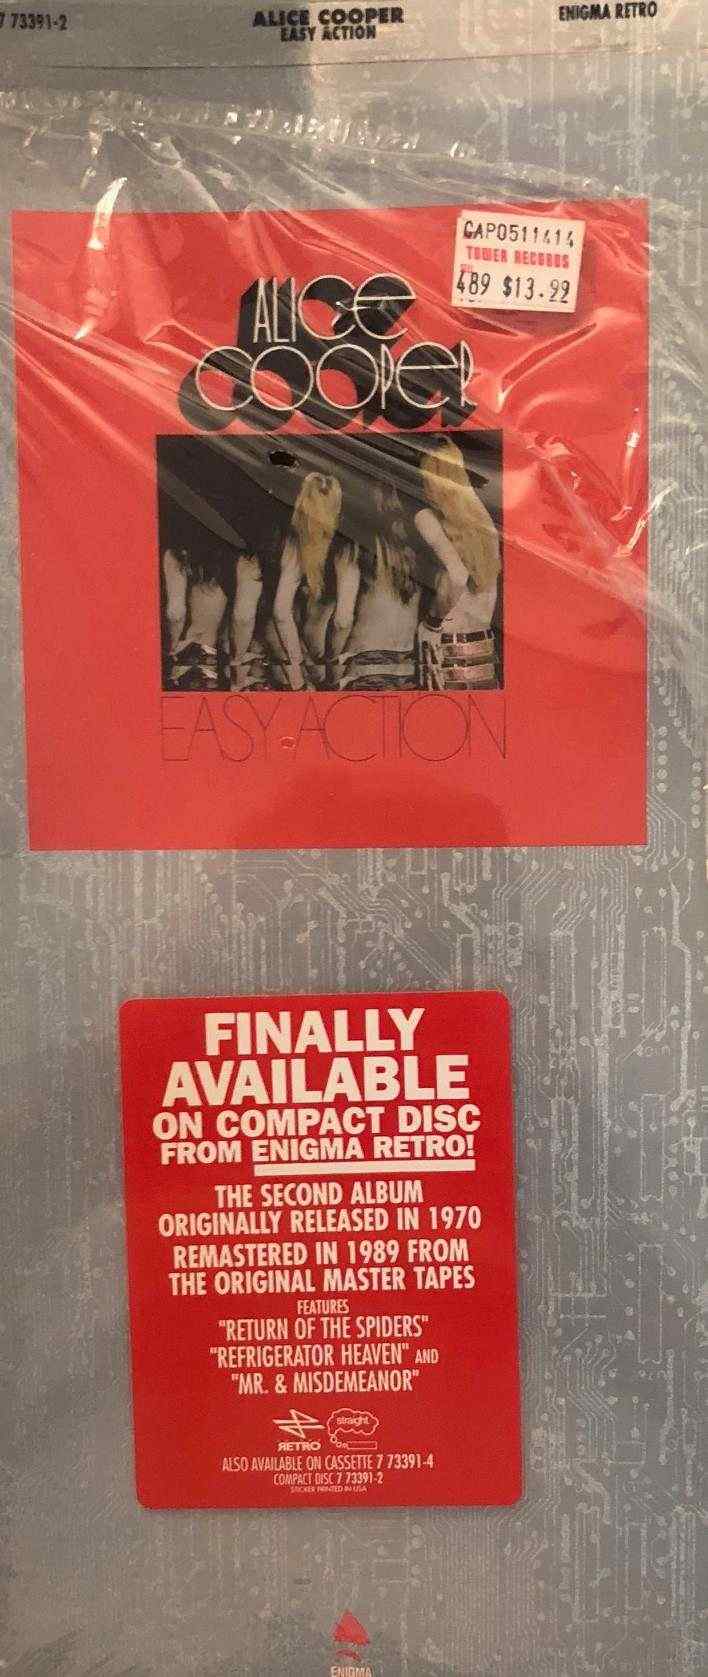 7 73391-2
ALICE COOPER
EASY ACTION
ENIGMA RETRO
CAP0511414
TOWER RECORDS
489 $13.99
ALICE
COOPER
EASY ACTION
FINALLY
AVAILABLE
ON COMPACT DISC
FROM ENIGMA RETRO!
THE SECOND ALBUM
ORIGINALLY RELEASED IN 1970
REMASTERED IN 1989 FROM
THE ORIGINAL MASTER TAPES
FEATURES
"RETURN OF THE SPIDERS"
"REFRIGERATOR HEAVEN" AND
"MR. & MISDEMEANOR"
RETRO
straight
ALSO AVAILABLE ON CASSETTE 7 73391-4
COMPACT DISC 7 73391-2
STICKER PRINTED IN USA
ENIGMA